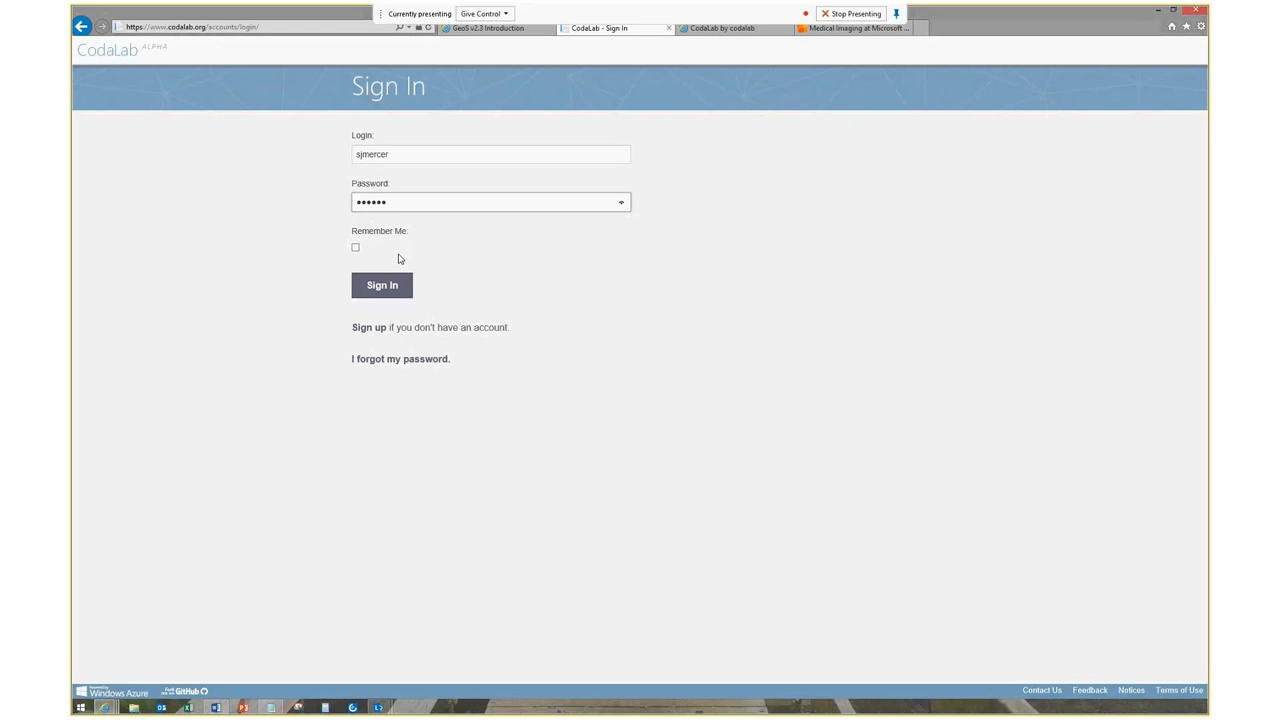 Currently presenting Give Control Stop Presenting
https://www.codalab.org/accounts/login/ GeoS v2.3 Introduction CodaLab - Sign In CodaLab by codalab Medical Imaging at Microsoft ...
CodaLab ALPHA
Sign In
Login:
sjmercer
Password:
••••••
Remember Me:
Sign In
Sign up if you don't have an account.
I forgot my password.
Windows Azure GitHub Contact Us Feedback Notices Terms of Use